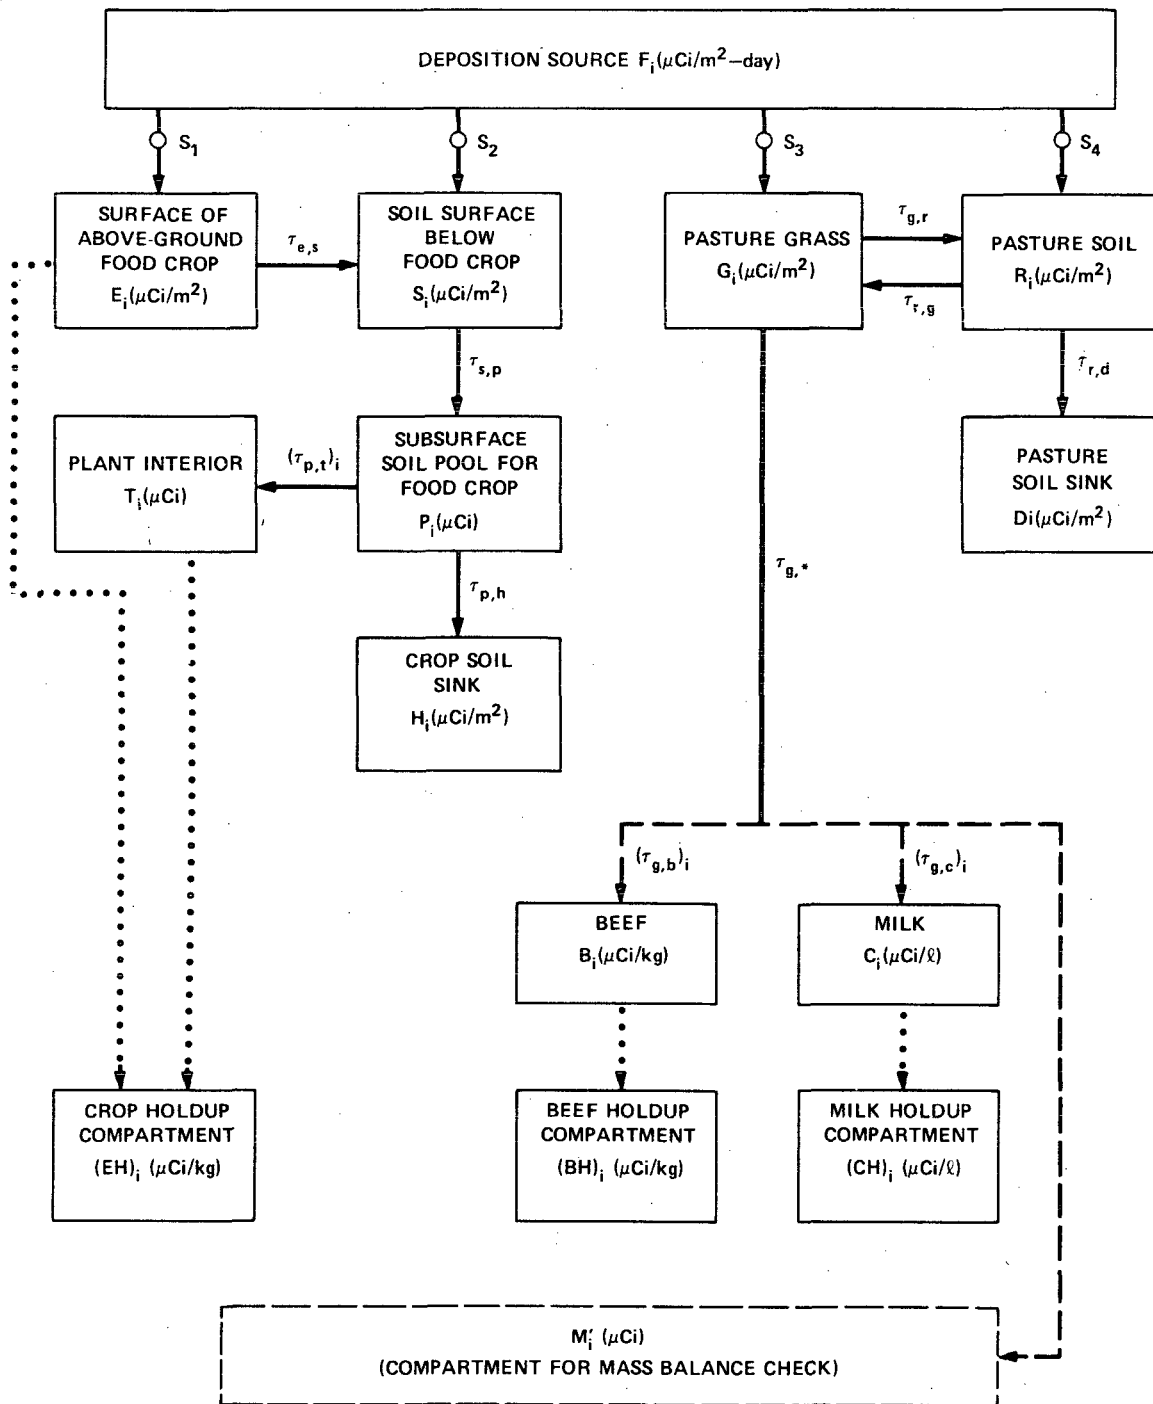 DEPOSITION SOURCE Fᵢ(μCi/m²–day)
S₁
S₂
S₃
S₄
SURFACE OF
ABOVE-GROUND
FOOD CROP
Eᵢ(μCi/m²)
τe,s
SOIL SURFACE
BELOW
FOOD CROP
Sᵢ(μCi/m²)
PASTURE GRASS
Gᵢ(μCi/m²)
τg,r
τr,g
PASTURE SOIL
Rᵢ(μCi/m²)
τs,p
τr,d
PLANT INTERIOR
Tᵢ(μCi)
(τp,t)ᵢ
SUBSURFACE
SOIL POOL FOR
FOOD CROP
Pᵢ(μCi)
PASTURE
SOIL SINK
Di(μCi/m²)
τg,*
τp,h
CROP SOIL
SINK
Hᵢ(μCi/m²)
(τg,b)ᵢ
(τg,c)ᵢ
BEEF
Bᵢ(μCi/kg)
MILK
Cᵢ(μCi/ℓ)
CROP HOLDUP
COMPARTMENT
(EH)ᵢ (μCi/kg)
BEEF HOLDUP
COMPARTMENT
(BH)ᵢ (μCi/kg)
MILK HOLDUP
COMPARTMENT
(CH)ᵢ (μCi/ℓ)
M′ᵢ (μCi)
(COMPARTMENT FOR MASS BALANCE CHECK)